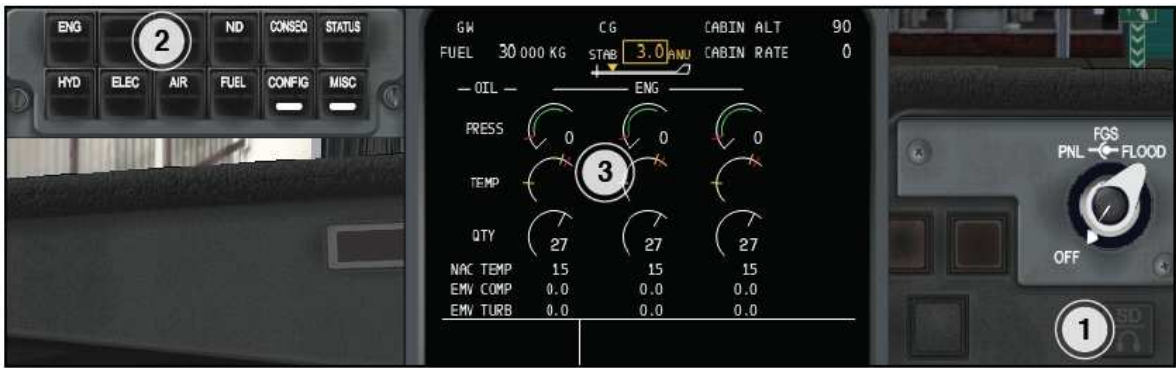 ENG ND CONSEQ STATUS
2
HYD ELEC AIR FUEL CONFIG MISC
GW CG CABIN ALT 90
FUEL 30 000 KG STAB 3.0 ANU CABIN RATE 0
OIL ENG
PRESS 0 0 0
3
TEMP
QTY 27 27 27
NAC TEMP 15 15 15
EMV COMP 0.0 0.0 0.0
EMV TURB 0.0 0.0 0.0
FGS
PNL FLOOD
OFF
1
SD